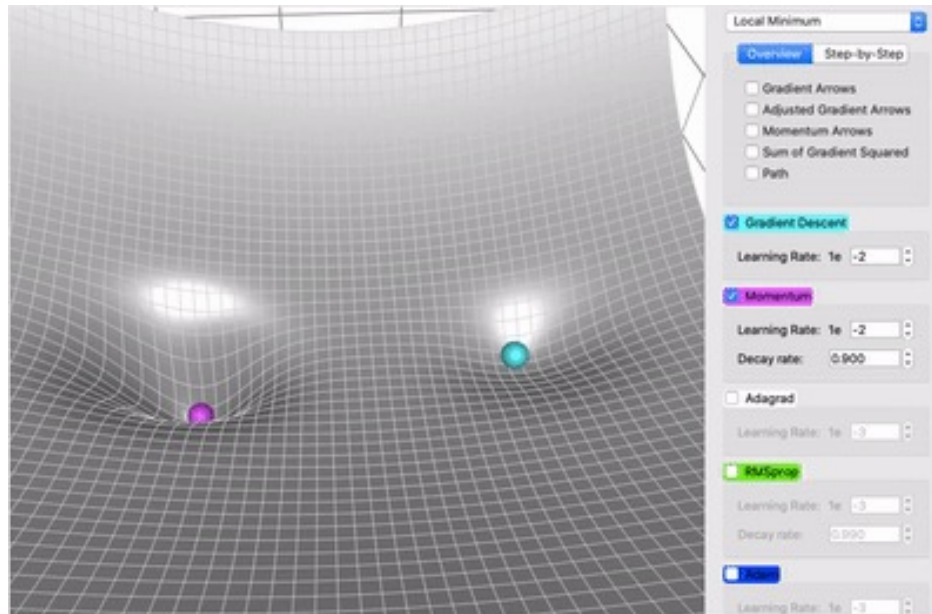 Local Minimum
Overview Step-by-Step
Gradient Arrows
Adjusted Gradient Arrows
Momentum Arrows
Sum of Gradient Squared
Path
Gradient Descent
Learning Rate: 1e -2
Momentum
Learning Rate: 1e -2
Decay rate: 0.900
Adagrad
Learning Rate: 1e -3
RMSprop
Learning Rate: 1e -3
Decay rate: 0.990
Adam
Learning Rate: 1e -3